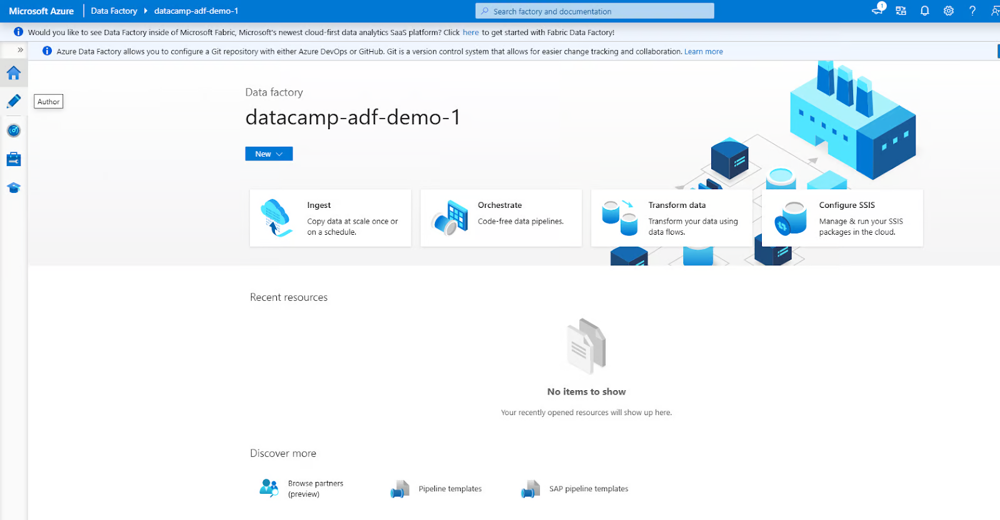 Microsoft Azure
Data Factory
datacamp-adf-demo-1
Search factory and documentation
1
Would you like to see Data Factory inside of Microsoft Fabric, Microsoft's newest cloud-first data analytics SaaS platform? Click here to get started with Fabric Data Factory!
»
Azure Data Factory allows you to configure a Git repository with either Azure DevOps or GitHub. Git is a version control system that allows for easier change tracking and collaboration. Learn more
Author
Data factory
datacamp-adf-demo-1
New
Ingest
Copy data at scale once or
on a schedule.
Orchestrate
Code-free data pipelines.
Transform data
Transform your data using
data flows.
Configure SSIS
Manage & run your SSIS
packages in the cloud.
Recent resources
No items to show
Your recently opened resources will show up here.
Discover more
Browse partners
(preview)
Pipeline templates
SAP pipeline templates